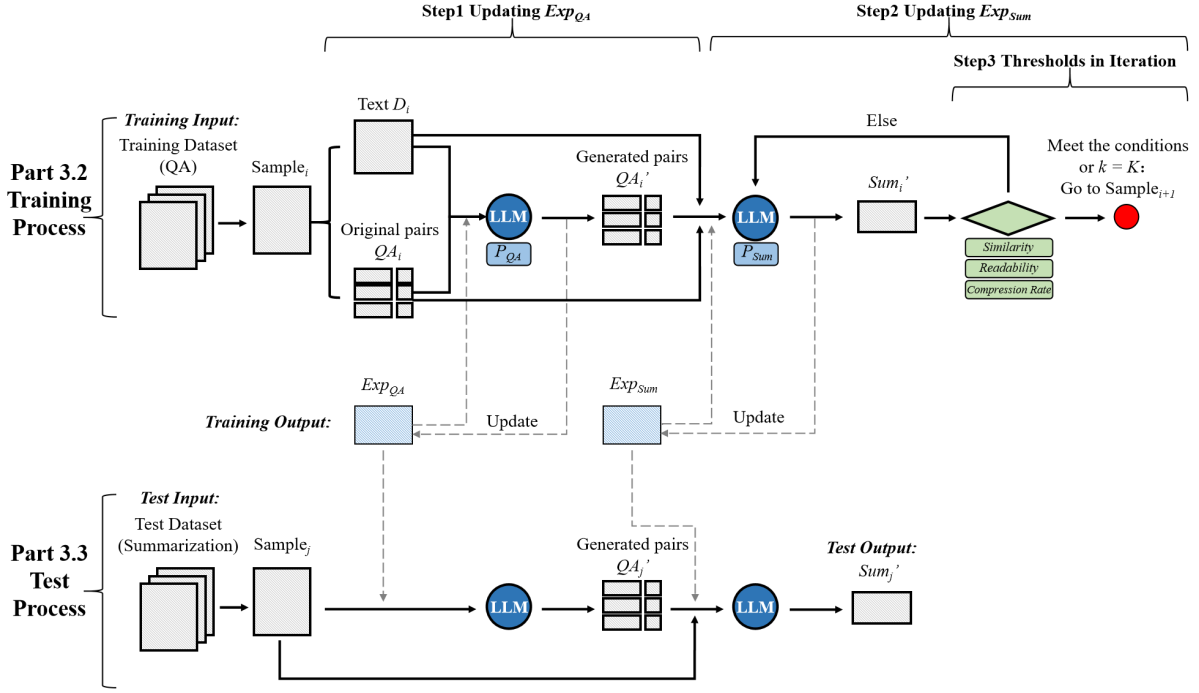 Step1 Updating Exp_QA
Step2 Updating Exp_Sum
Step3 Thresholds in Iteration
Part 3.2
Training
Process
Training Input:
Training Dataset
(QA)
Sample_i
Text D_i
Original pairs
QA_i
LLM
P_QA
Generated pairs
QA_i’
LLM
P_Sum
Else
Sum_i’
Similarity
Readability
Compression Rate
Meet the conditions
or k = K:
Go to Sample_i+1
Training Output:
Exp_QA
Update
Exp_Sum
Update
Part 3.3
Test
Process
Test Input:
Test Dataset
(Summarization)
Sample_j
LLM
Generated pairs
QA_j’
LLM
Test Output:
Sum_j’